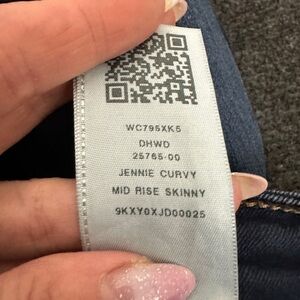 WC795XK5
DHWD
25765-00
JENNIE CURVY
MID RISE SKINNY
9KXY0XJD00025